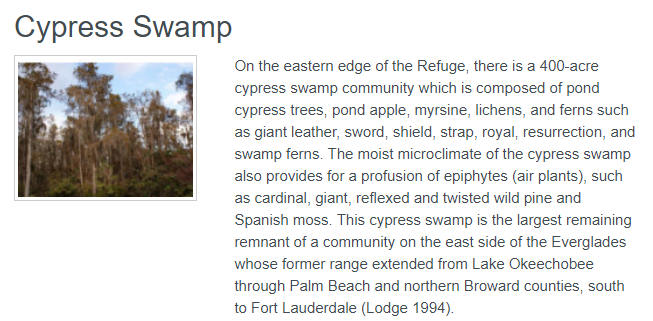 Cypress Swamp
On the eastern edge of the Refuge, there is a 400-acre
cypress swamp community which is composed of pond
cypress trees, pond apple, myrsine, lichens, and ferns such
as giant leather, sword, shield, strap, royal, resurrection, and
swamp ferns. The moist microclimate of the cypress swamp
also provides for a profusion of epiphytes (air plants), such
as cardinal, giant, reflexed and twisted wild pine and
Spanish moss. This cypress swamp is the largest remaining
remnant of a community on the east side of the Everglades
whose former range extended from Lake Okeechobee
through Palm Beach and northern Broward counties, south
to Fort Lauderdale (Lodge 1994).